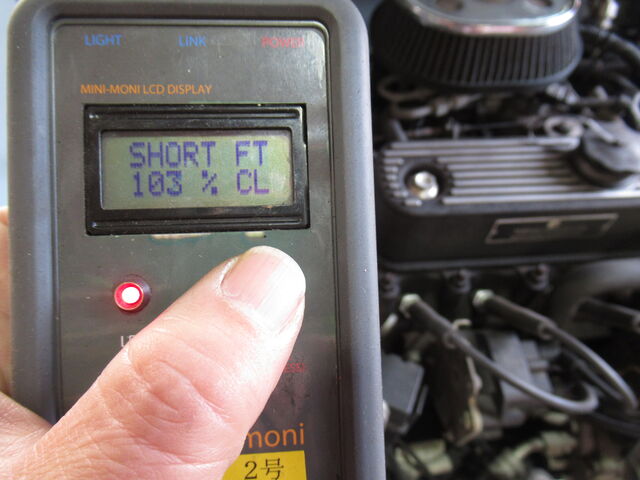 LIGHT LINK POWER
MINI-MONI LCD DISPLAY
SHORT FT
103 % CL
moni
2号